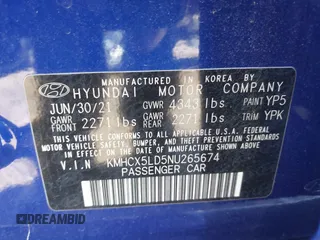 MADE IN KOREA
HYUNDAI MOTOR COMPANY
JUN/30/21 GVWR 4343 lbs PAINT YP5
GAWR FRONT 2271 lbs GAWR REAR 2271 lbs TRIM YPK
THIS VEHICLE CONFORMS TO ALL APPLICABLE
FEDERAL MOTOR VEHICLE SAFETY, BUMPER,
AND THEFT PREVENTION STANDARDS IN EFFECT
ON THE DATE OF MANUFACTURE SHOWN ABOVE.
V.I.N KMHCX5LD5NU265674
PASSENGER CAR
DREAMBID